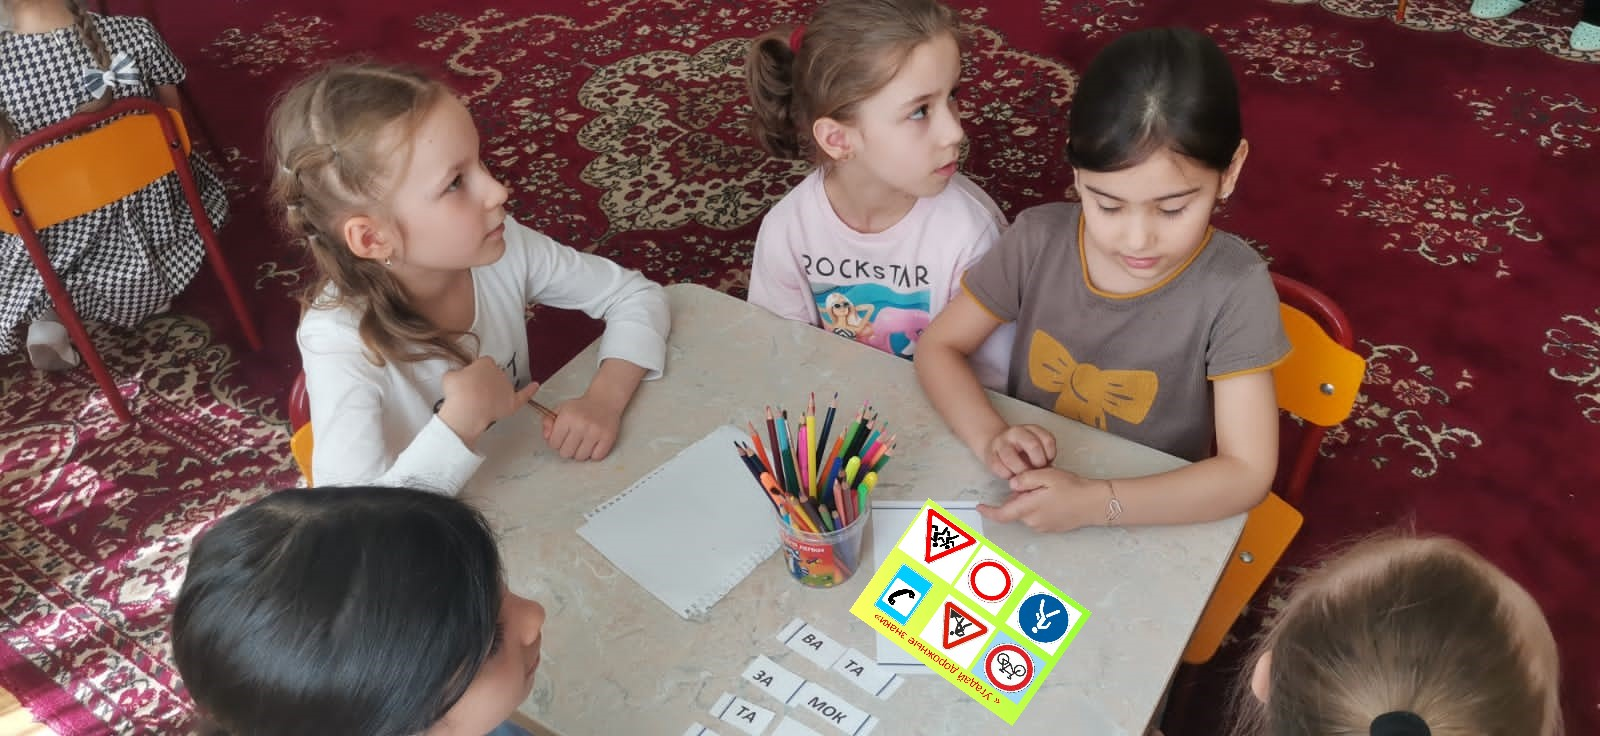 ROCKSTAR
ВА
ТА
ЗА
МОК
ТА
« Угадай дорожные знаки»